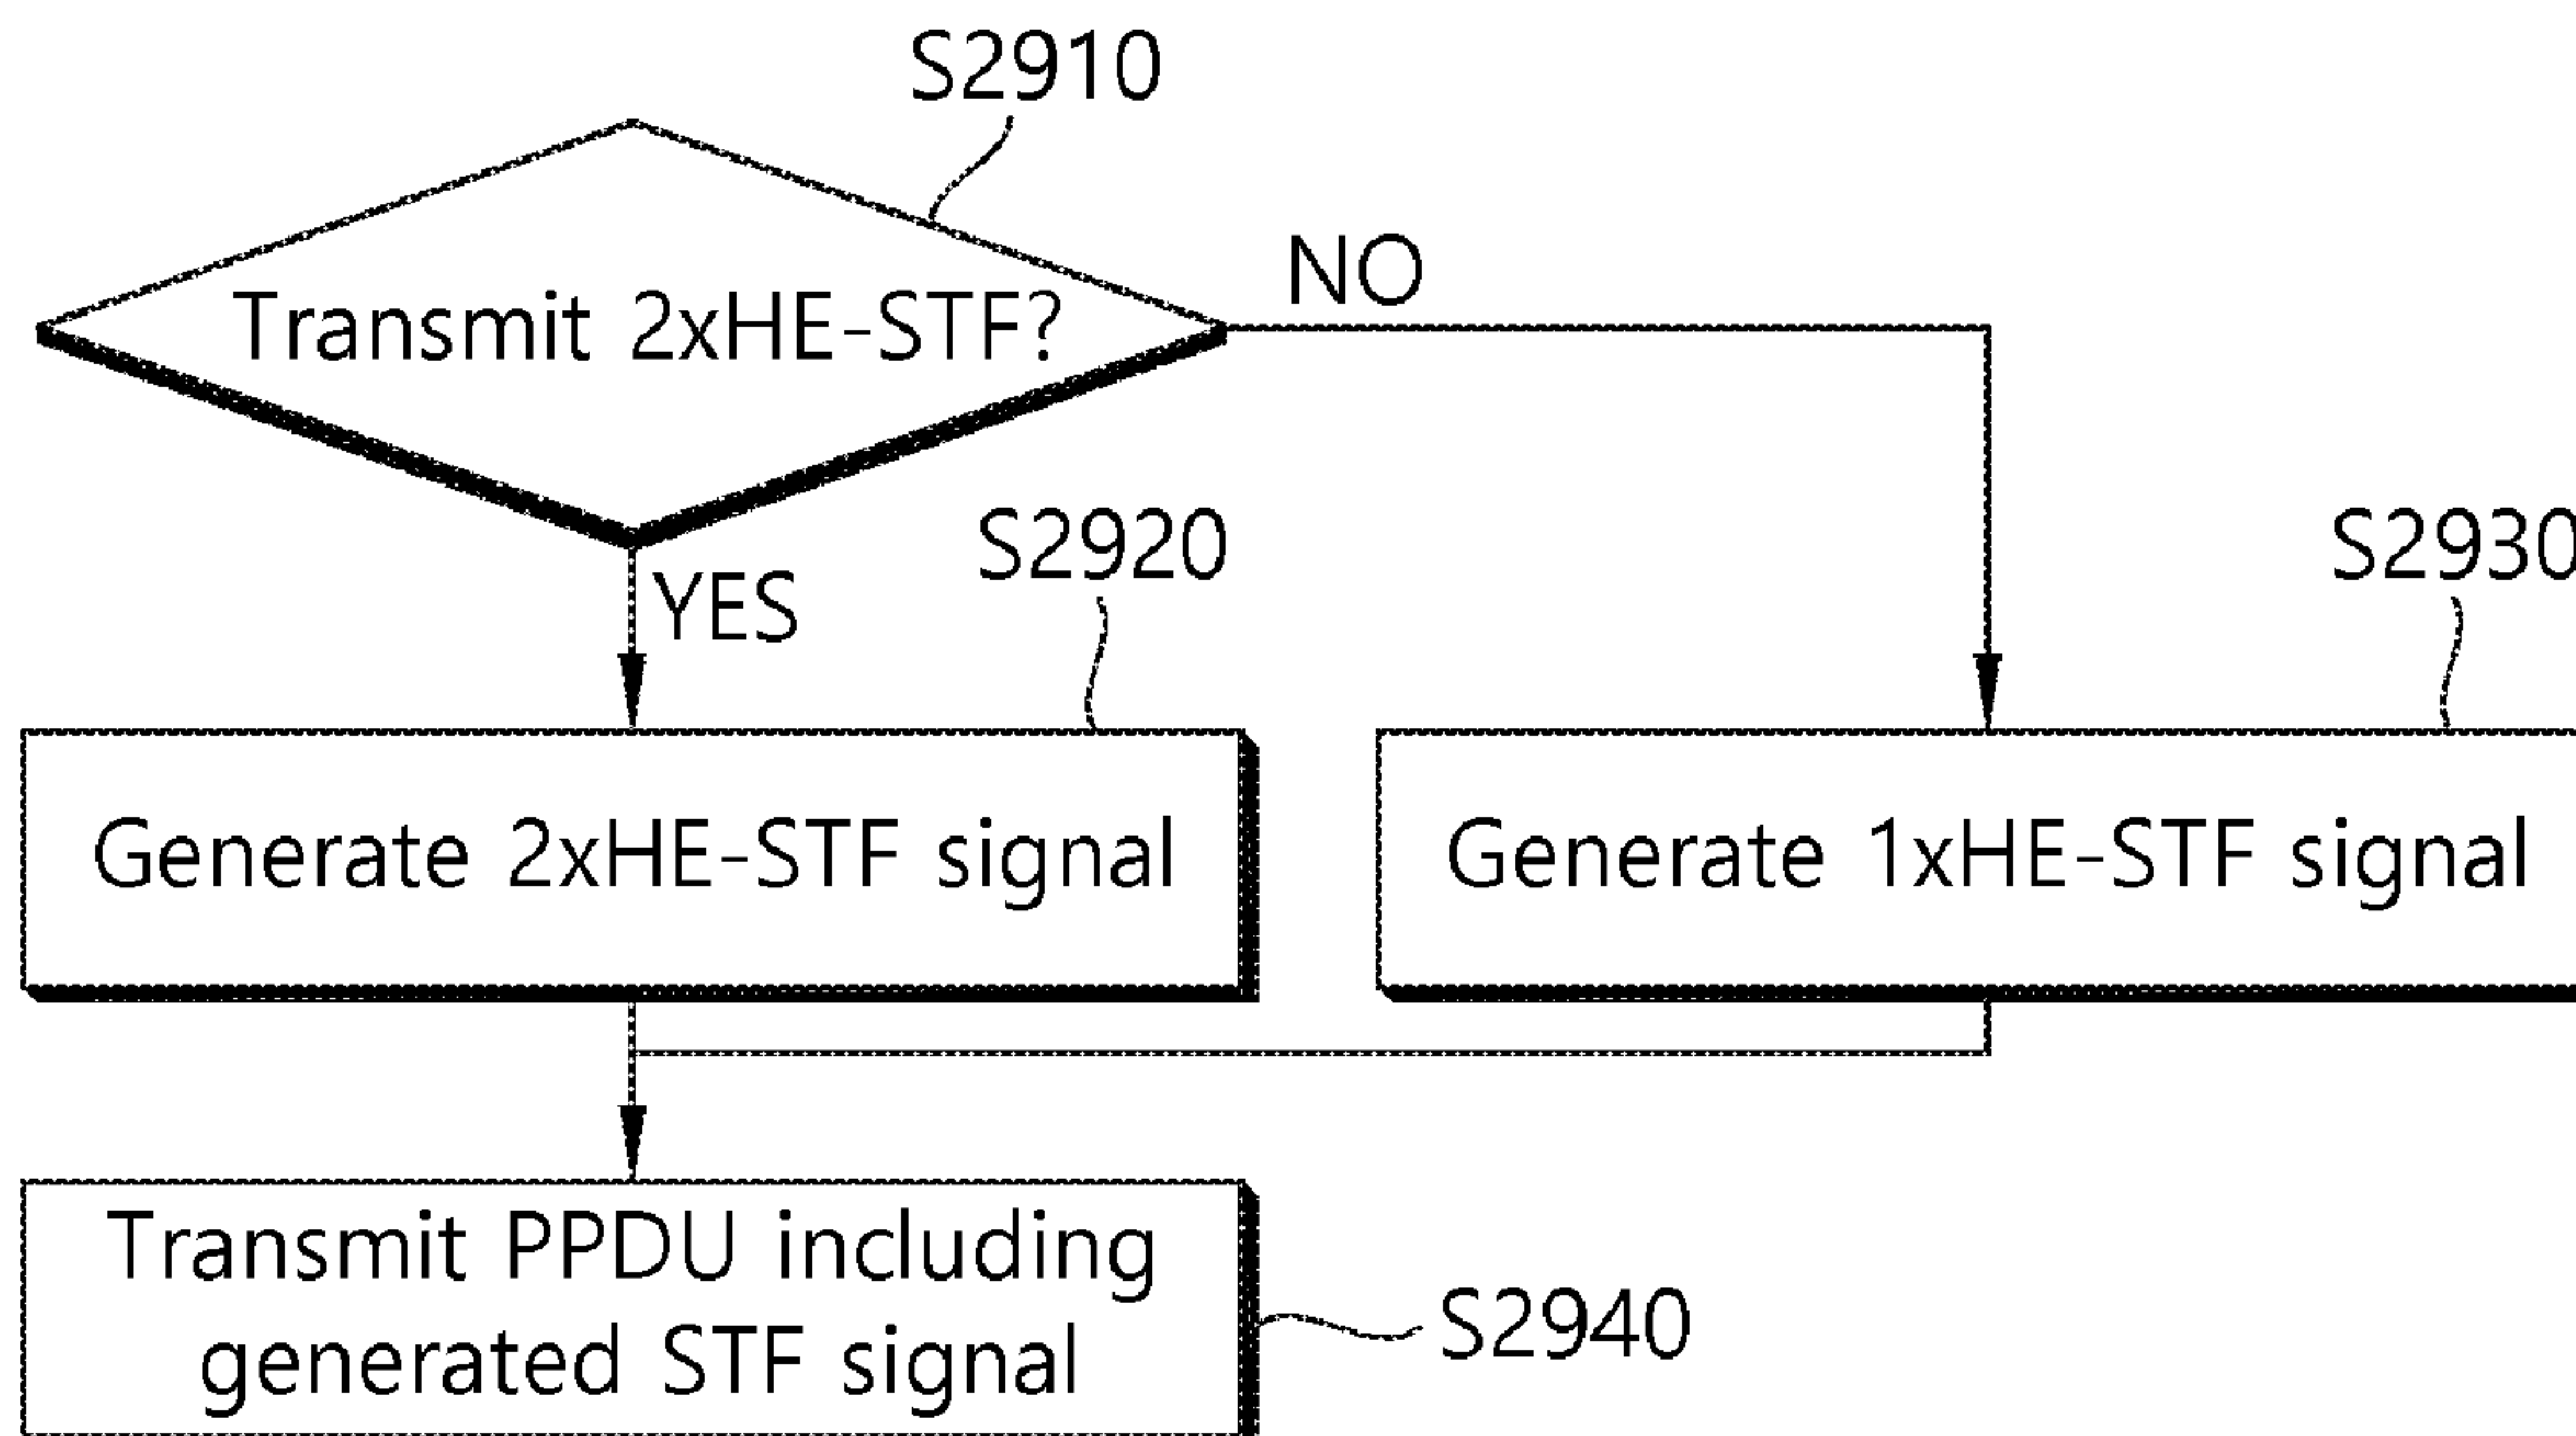 S2910
Transmit 2xHE-STF?
NO
YES
S2920
S2930
Generate 2xHE-STF signal
Generate 1xHE-STF signal
Transmit PPDU including
generated STF signal
S2940